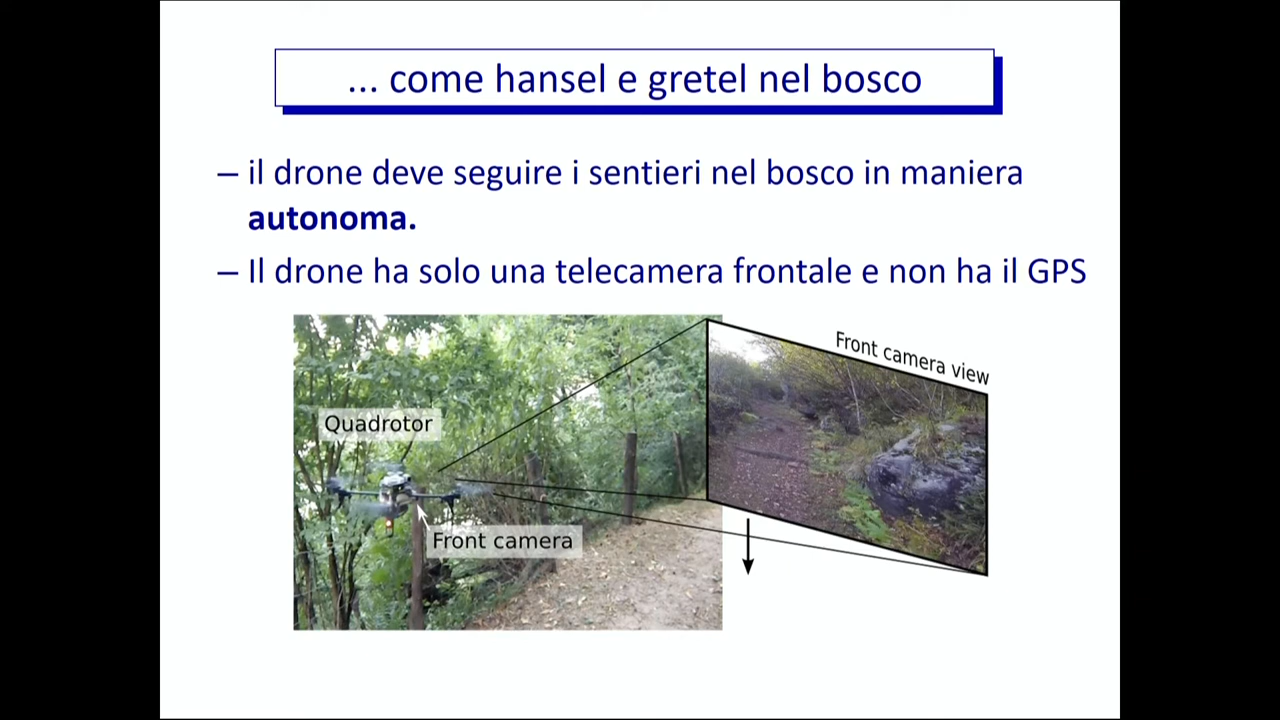 ... come hansel e gretel nel bosco
– il drone deve seguire i sentieri nel bosco in maniera
autonoma.
– Il drone ha solo una telecamera frontale e non ha il GPS
Front camera view
Quadrotor
Front camera